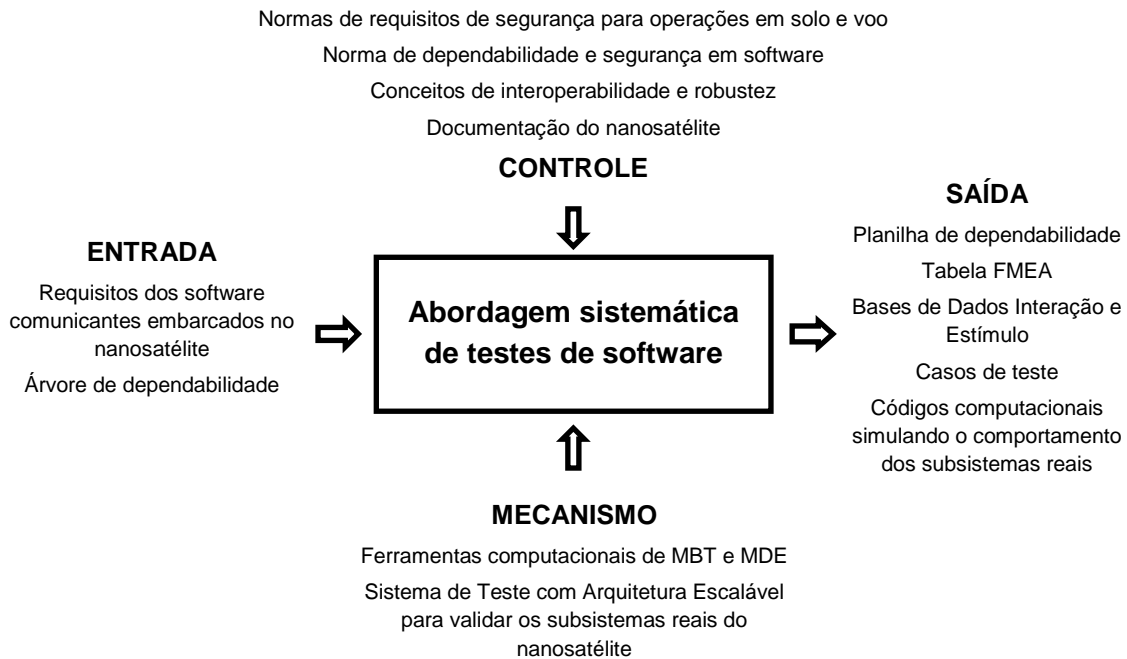 Normas de requisitos de segurança para operações em solo e voo
Norma de dependabilidade e segurança em software
Conceitos de interoperabilidade e robustez
Documentação do nanosatélite
CONTROLE
ENTRADA
Requisitos dos software
comunicantes embarcados no
nanosatélite
Árvore de dependabilidade
Abordagem sistemática
de testes de software
SAÍDA
Planilha de dependabilidade
Tabela FMEA
Bases de Dados Interação e
Estímulo
Casos de teste
Códigos computacionais
simulando o comportamento
dos subsistemas reais
MECANISMO
Ferramentas computacionais de MBT e MDE
Sistema de Teste com Arquitetura Escalável
para validar os subsistemas reais do
nanosatélite